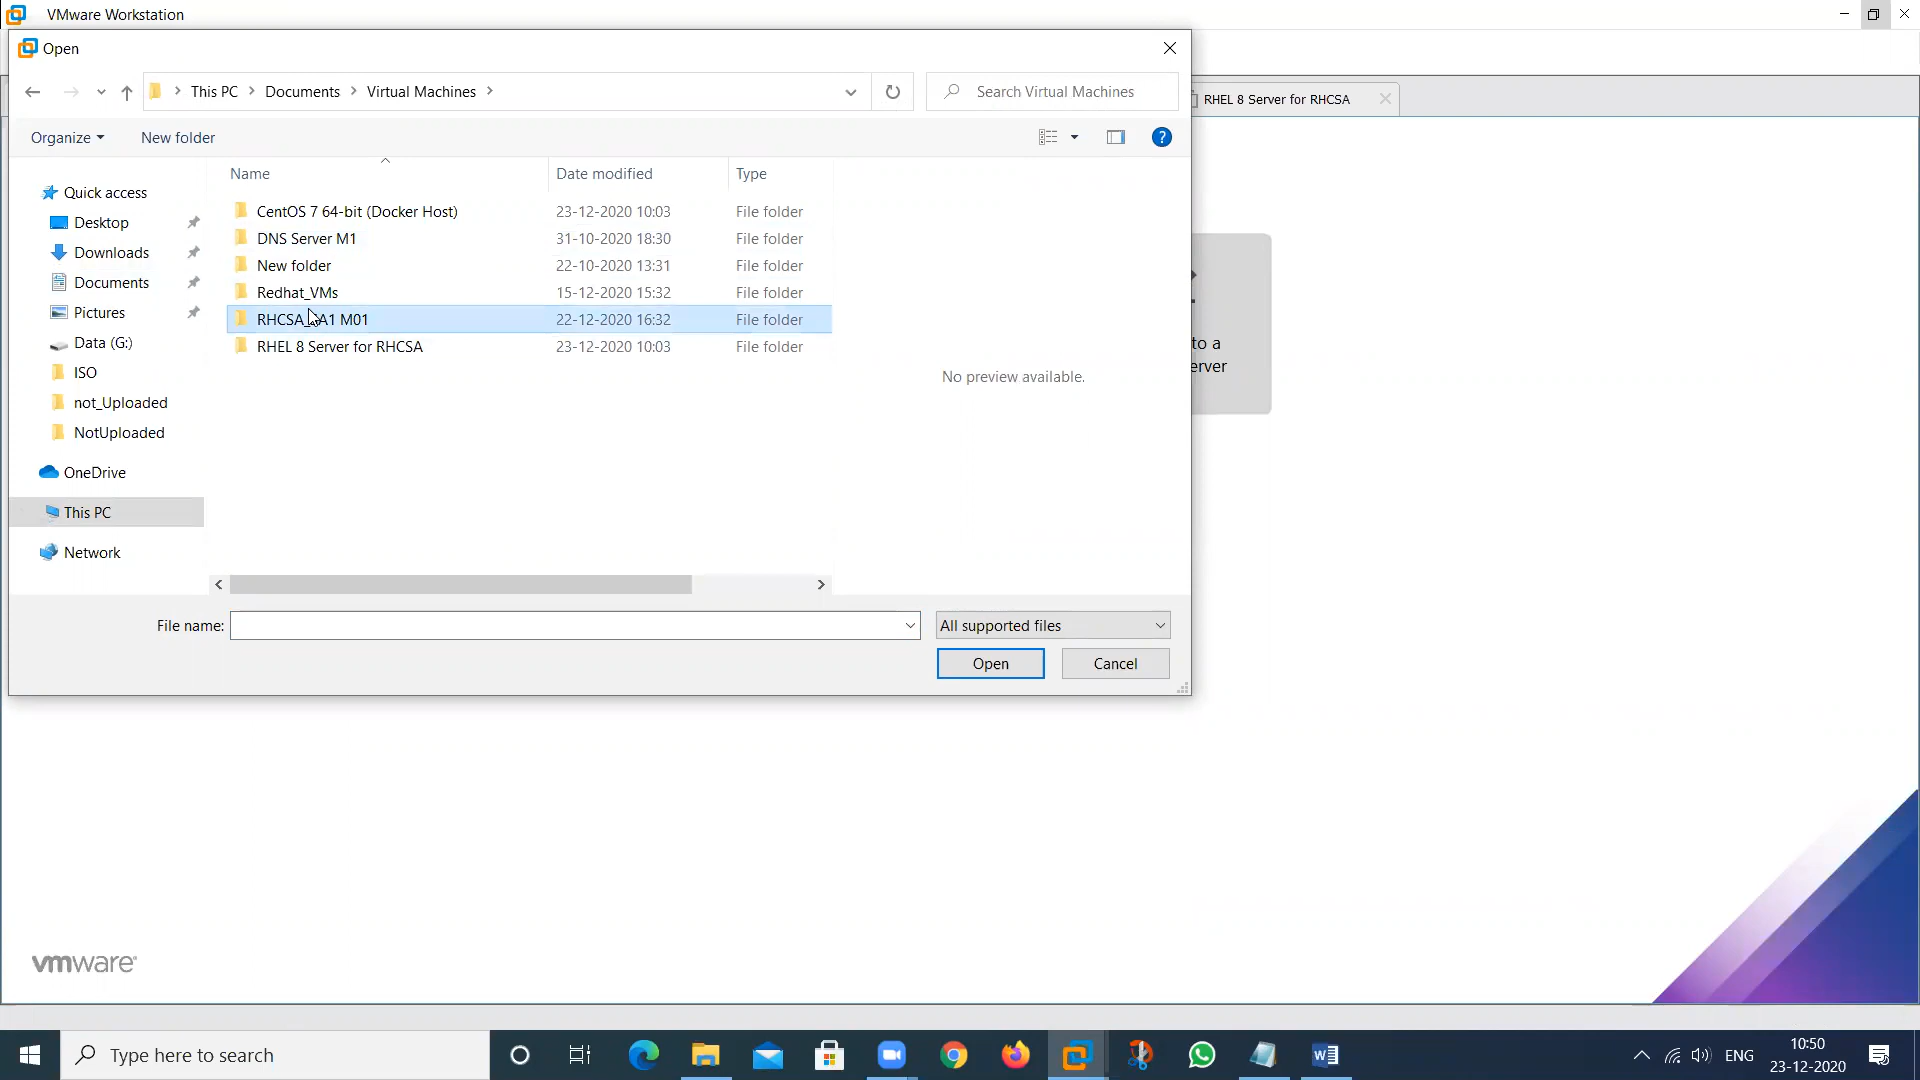 VMware Workstation
Open
This PC Documents Virtual Machines
Search Virtual Machines
RHEL 8 Server for RHCSA
Organize New folder
Name Date modified Type
Quick access
Desktop
Downloads
Documents
Pictures
Data (G:)
ISO
not_Uploaded
NotUploaded
OneDrive
This PC
Network
CentOS 7 64-bit (Docker Host) 23-12-2020 10:03 File folder
DNS Server M1 31-10-2020 18:30 File folder
New folder 22-10-2020 13:31 File folder
Redhat_VMs 15-12-2020 15:32 File folder
M01 22-12-2020 16:32 File folder
RHEL 8 Server for RHCSA 23-12-2020 10:03 File folder
No preview available.
to a
File name:
All supported files
Open Cancel
vmware
Type here to search
ENG
10:50
23-12-2020